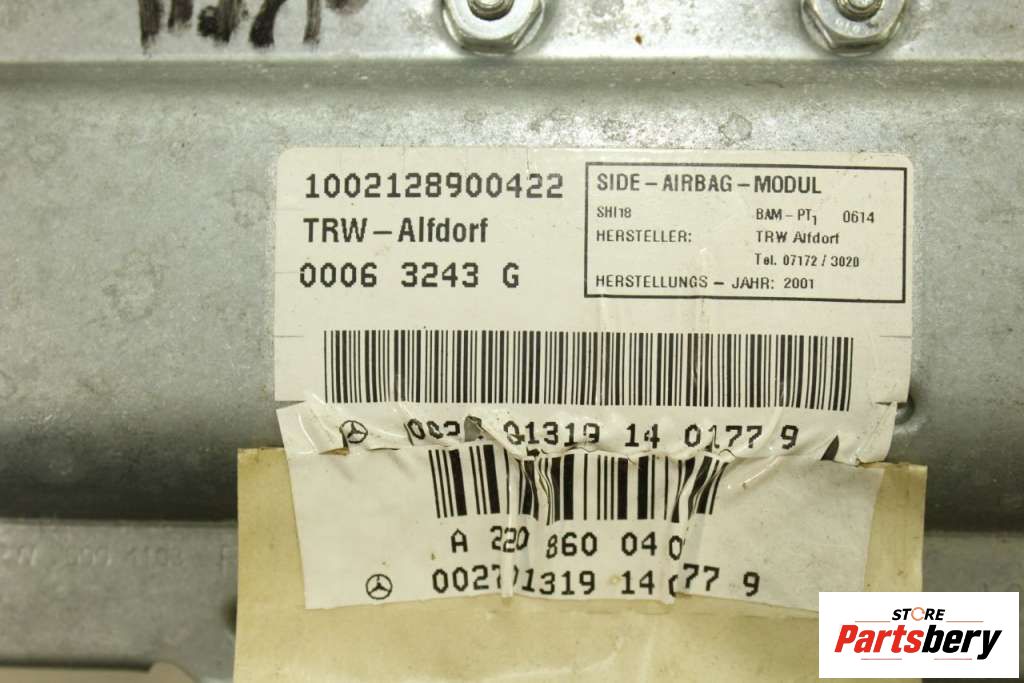 1002128900422
TRW-Alfdorf
0006 3243 G
SIDE-AIRBAG-MODUL
SHI18 BAM-PT1 0614
HERSTELLER: TRW Alfdorf
Tel. 07172/3020
HERSTELLUNGS-JAHR: 2001
01319 14 0177 9
A 220 860 04 0
1319 14 77 9
STORE
Partsbery